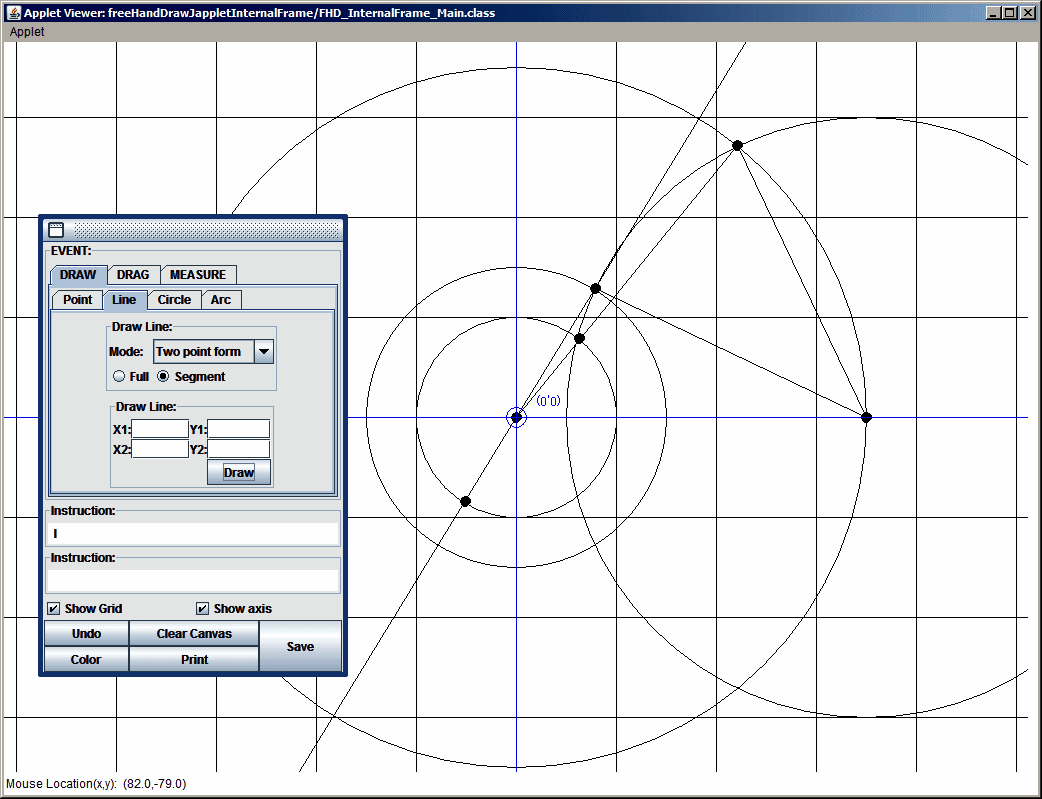 Applet Viewer: freeHandDrawJappletInternalFrame/FHD_InternalFrame_Main.class
Applet
EVENT:
DRAW DRAG MEASURE
Point Line Circle Arc
Draw Line:
Mode: Two point form
Full Segment
(0'0)
Draw Line:
X1: Y1:
X2: Y2:
Draw
Instruction:
I
Instruction:
Show Grid Show axis
Undo Clear Canvas Save
Color Print
Mouse Location(x,y): (82.0,-79.0)